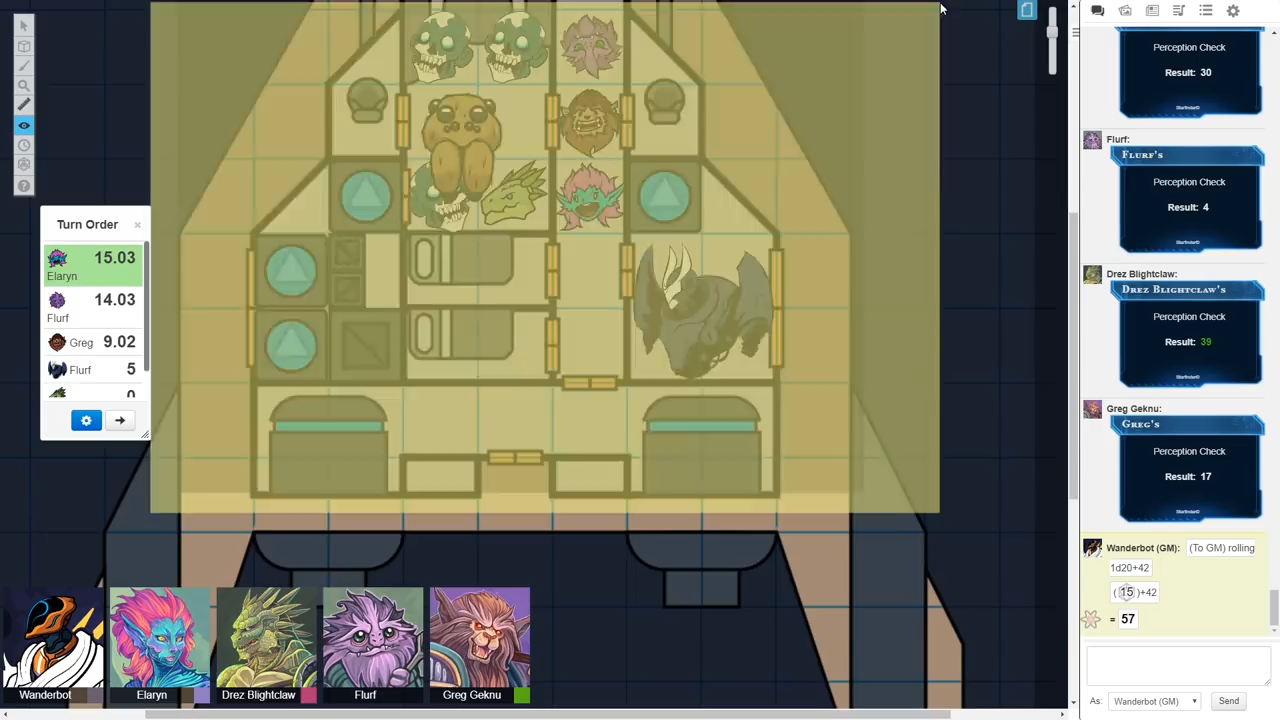 Perception Check
Result: 30
Flurf:
FLURF'S
Perception Check
Result: 4
Drez Blightclaw:
DREZ BLIGHTCLAW'S
Perception Check
Result: 39
Greg Geknu:
GREG'S
Perception Check
Result: 17
Wanderbot (GM): (To GM) rolling
1d20+42
(15)+42
= 57
As: Wanderbot (GM) Send
Turn Order ×
15.03
Elaryn
14.03
Flurf
Greg 9.02
Flurf 5
0
Wanderbot
Elaryn
Drez Blightclaw
Flurf
Greg Geknu